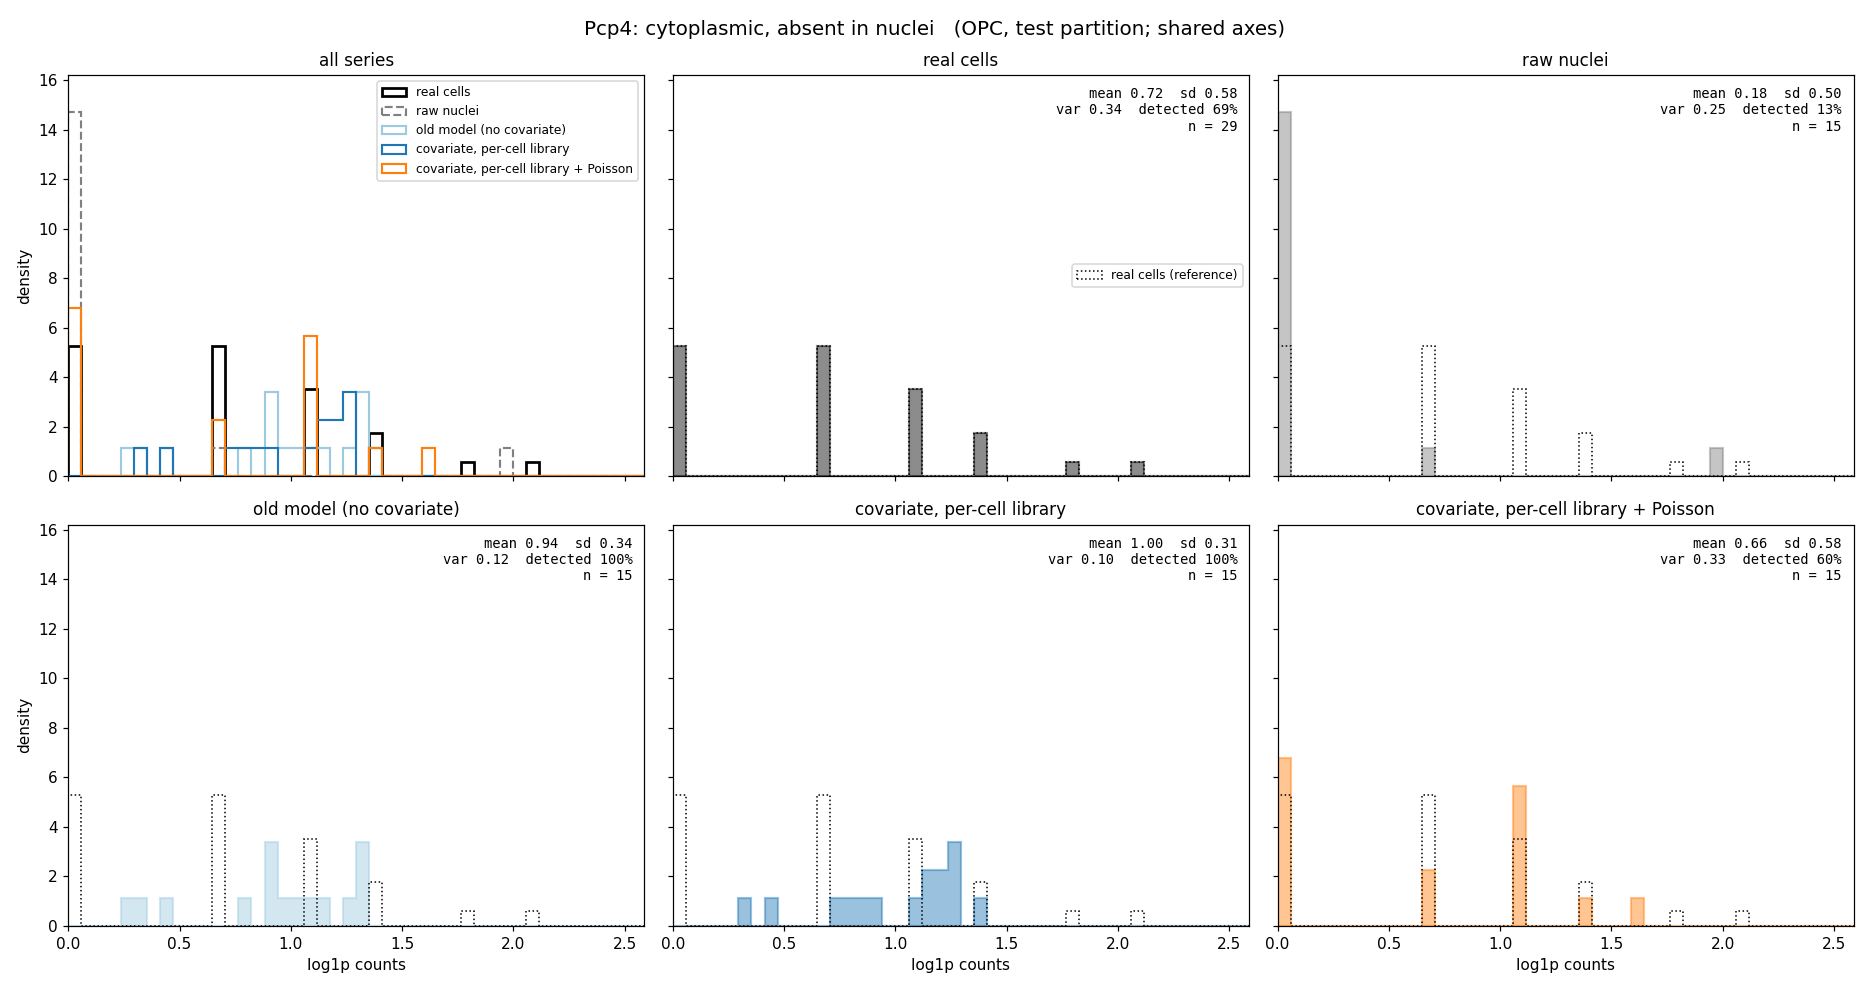 Pcp4: cytoplasmic, absent in nuclei (OPC, test partition; shared axes)
all series
real cells
raw nuclei
old model (no covariate)
covariate, per-cell library
covariate, per-cell library + Poisson
16
14
12
10
8
6
4
2
0
density
real cells
mean 0.72 sd 0.58
var 0.34 detected 69%
n = 29
real cells (reference)
raw nuclei
mean 0.18 sd 0.50
var 0.25 detected 13%
n = 15
old model (no covariate)
mean 0.94 sd 0.34
var 0.12 detected 100%
n = 15
16
14
12
10
8
6
4
2
0
density
0.0 0.5 1.0 1.5 2.0 2.5
log1p counts
covariate, per-cell library
mean 1.00 sd 0.31
var 0.10 detected 100%
n = 15
0.0 0.5 1.0 1.5 2.0 2.5
log1p counts
covariate, per-cell library + Poisson
mean 0.66 sd 0.58
var 0.33 detected 60%
n = 15
0.0 0.5 1.0 1.5 2.0 2.5
log1p counts